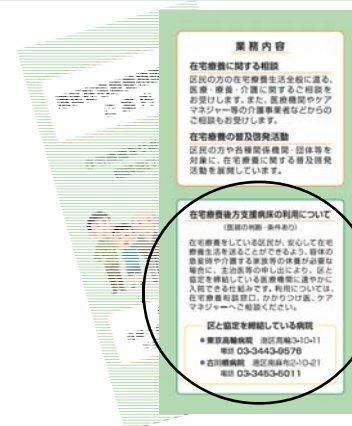 業務内容
在宅療養に関する相談
区民の方の在宅療養生活全般に渡る、
医療・療養・介護に関するご相談を
お受けします。また、医療機関やケア
マネジャー等の介護事業者などからの
ご相談もお受けします。
在宅療養の普及啓発活動
区民の方や各種関係機関・団体等を
対象に、在宅療養に関する普及啓発
活動を展開しています。
在宅療養後方支援病床の利用について
(医師の判断・条件あり)
在宅療養をしている区民が、安心して在宅
療養生活を送ることができるよう、容体の
急変時や介護する家族等の休養が必要な
場合に、主治医等の申し出により、区と
協定を締結している医療機関に速やかに
入院できる仕組みです。利用については、
在宅療養相談窓口、かかりつけ医、ケア
マネジャーへご相談ください。
区と協定を締結している病院
●東京高輪病院 港区高輪3-10-11
電話 03-3443-9576
●古川橋病院 港区南麻布2-10-21
電話 03-3453-5011